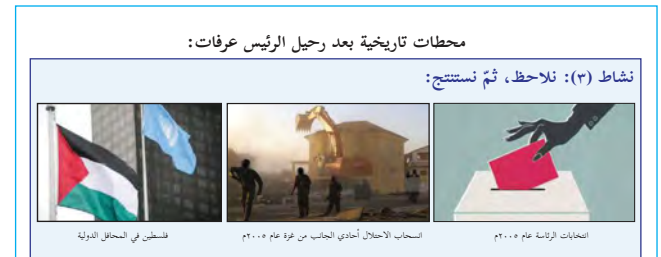 محطات تاريخية بعد رحيل الرئيس عرفات:
نشاط (٣): نلاحظ، ثمّ نستنتج:
انتخابات الرئاسة عام ٢٠٠٥م
انسحاب الاحتلال أحادي الجانب من غزة عام ٢٠٠٥م
فلسطين في المحافل الدولية